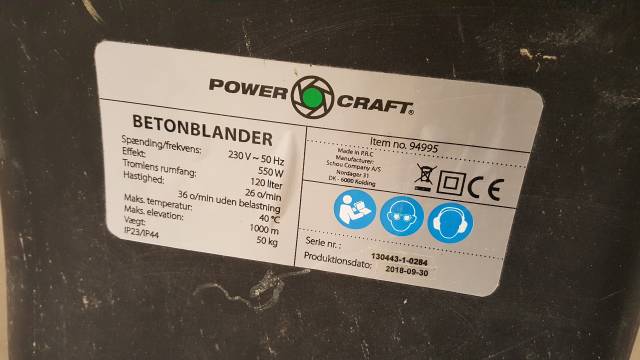 POWER CRAFT®
BETONBLANDER
Spænding/frekvens: 230 V ~ 50 Hz
Effekt: 550 W
Tromlens rumfang: 120 liter
Hastighed: 26 o/min
36 o/min uden belastning
Maks. temperatur: 40 °C
Maks. elevation: 1000 m
Vægt: 50 kg
IP23/IP44
Item no. 94995
Made in P.R.C
Manufacturer:
Schou Company A/S
Nordager 31
DK - 6000 Kolding
CE
Serie nr.: 130443-1-0284
Produktionsdato: 2018-09-30